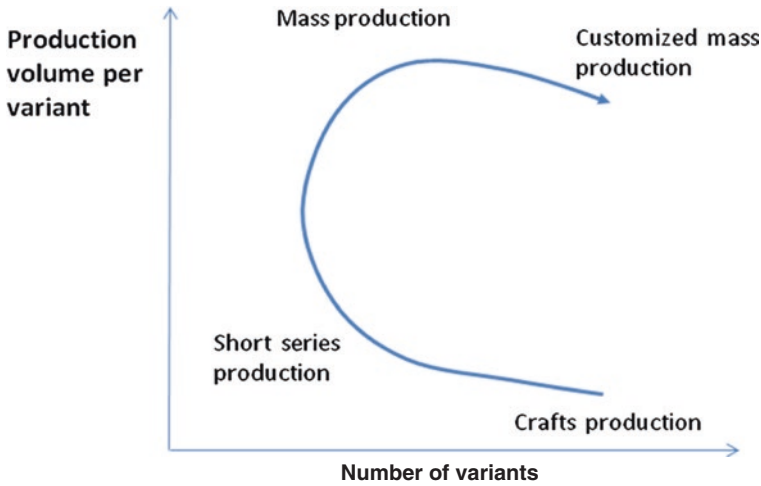 Mass production
Production
volume per
variant
Customized mass
production
Short series
production
Crafts production
Number of variants